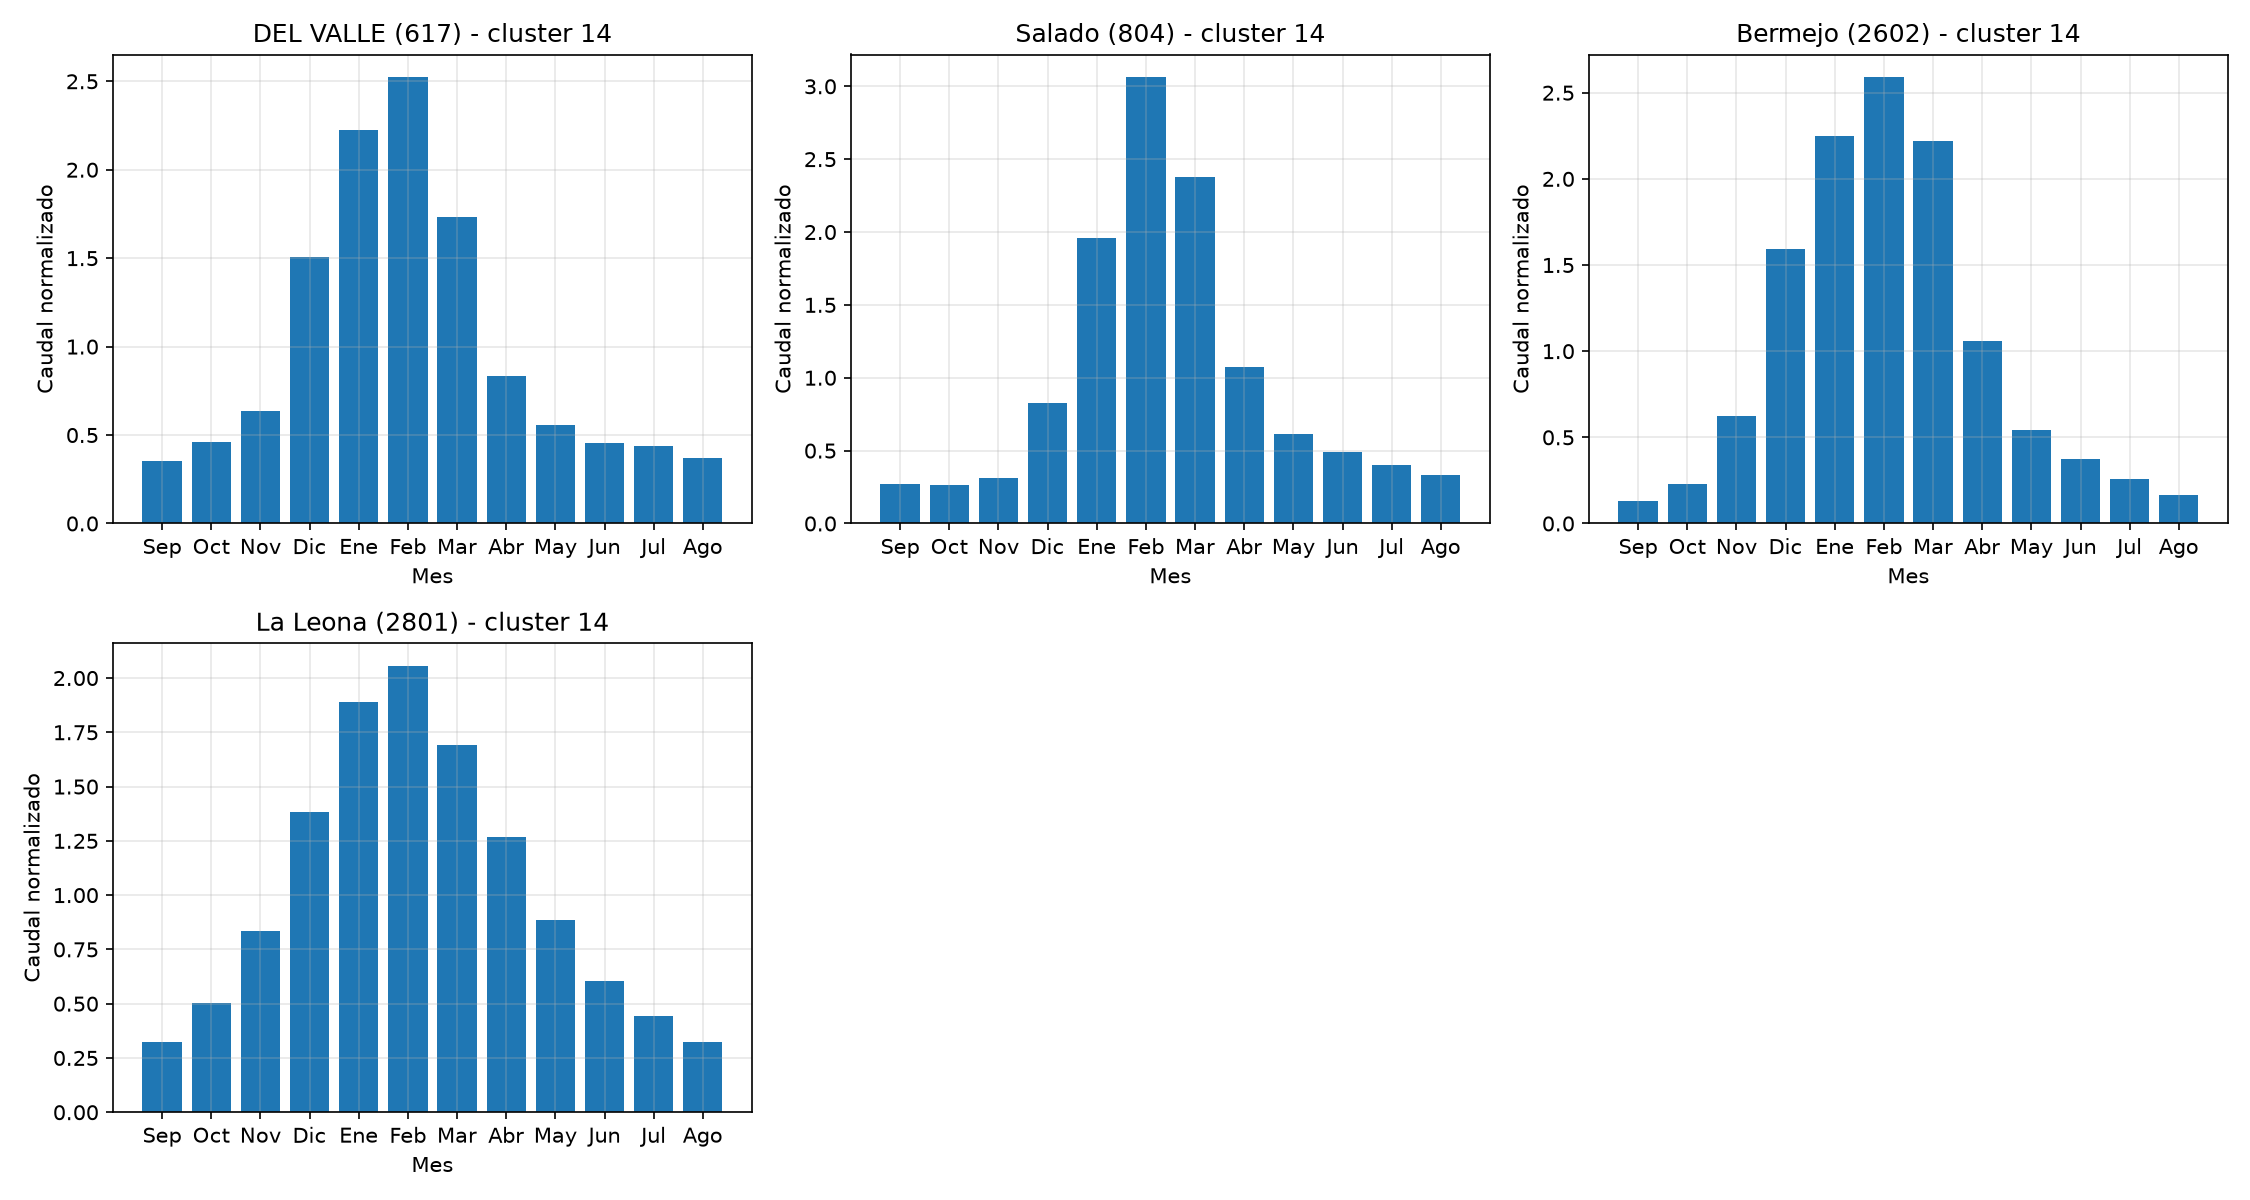 DEL VALLE (617) - cluster 14
Caudal normalizado
2.5
2.0
1.5
1.0
0.5
0.0
Sep Oct Nov Dic Ene Feb Mar Abr May Jun Jul Ago
Mes
Salado (804) - cluster 14
Caudal normalizado
3.0
2.5
2.0
1.5
1.0
0.5
0.0
Sep Oct Nov Dic Ene Feb Mar Abr May Jun Jul Ago
Mes
Bermejo (2602) - cluster 14
Caudal normalizado
2.5
2.0
1.5
1.0
0.5
0.0
Sep Oct Nov Dic Ene Feb Mar Abr May Jun Jul Ago
Mes
La Leona (2801) - cluster 14
Caudal normalizado
2.00
1.75
1.50
1.25
1.00
0.75
0.50
0.25
0.00
Sep Oct Nov Dic Ene Feb Mar Abr May Jun Jul Ago
Mes